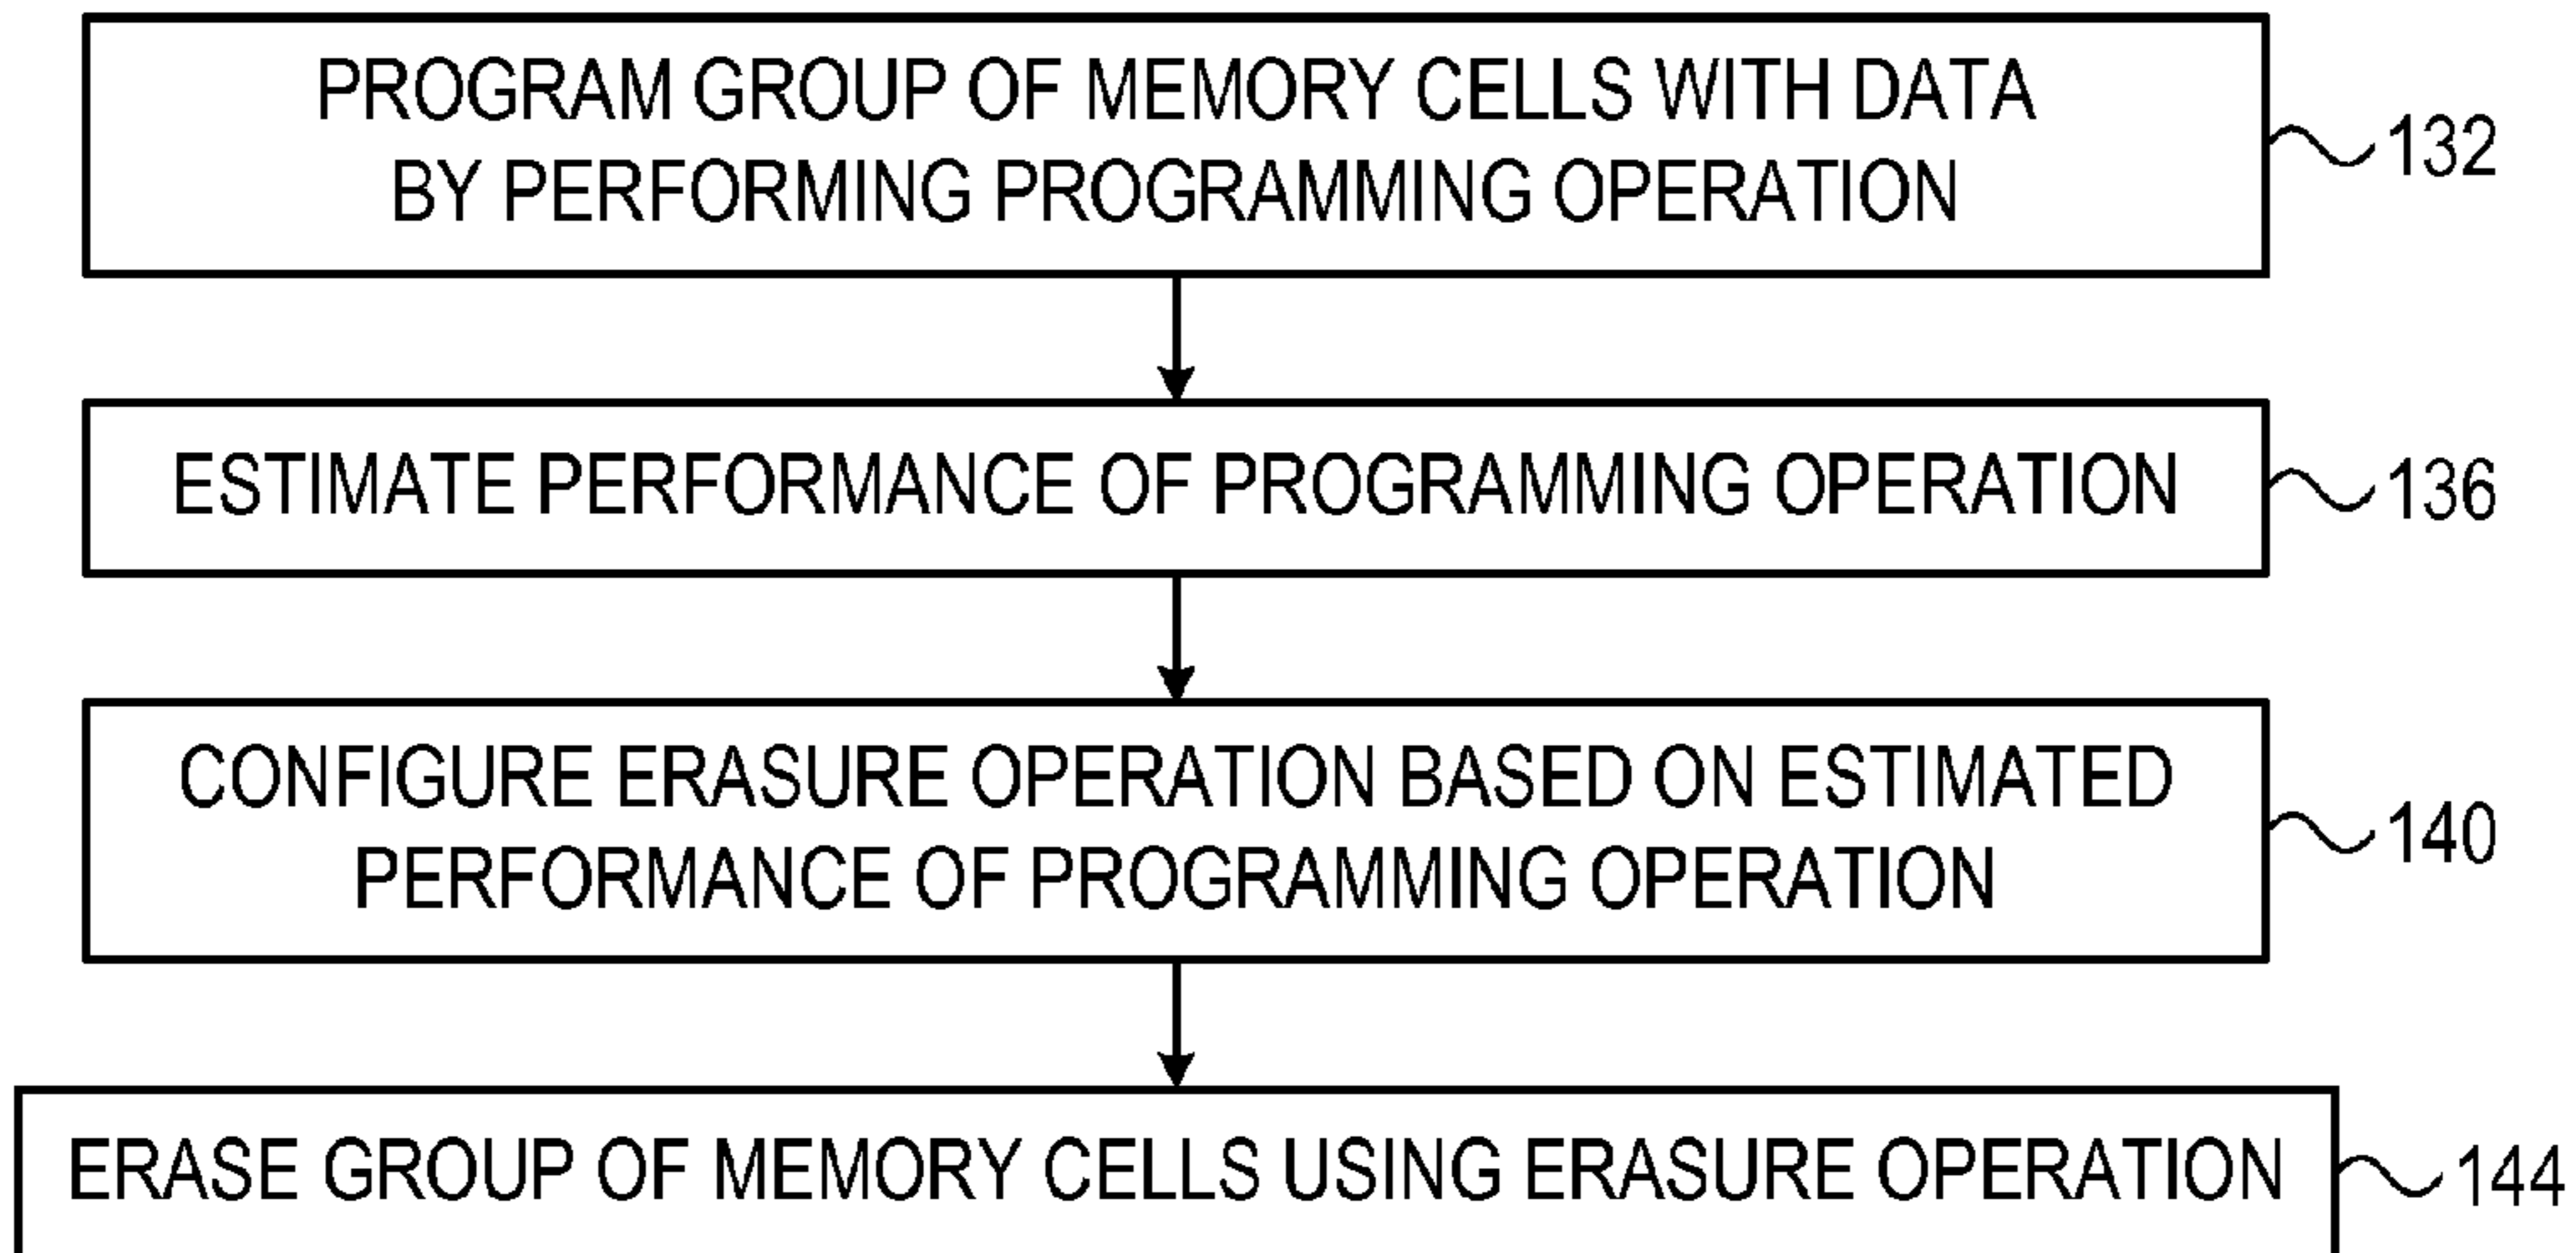 PROGRAM GROUP OF MEMORY CELLS WITH DATA
BY PERFORMING PROGRAMMING OPERATION
132
ESTIMATE PERFORMANCE OF PROGRAMMING OPERATION
136
CONFIGURE ERASURE OPERATION BASED ON ESTIMATED
PERFORMANCE OF PROGRAMMING OPERATION
140
ERASE GROUP OF MEMORY CELLS USING ERASURE OPERATION
144